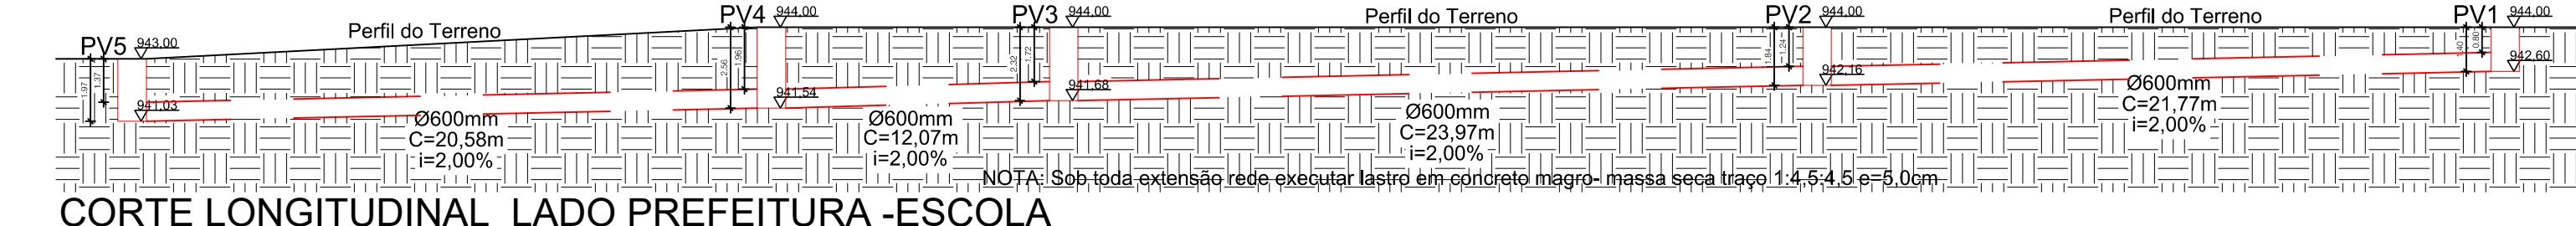 PV5
943,00
Perfil do Terreno
PV4
944,00
PV3
944,00
Perfil do Terreno
PV2
944,00
Perfil do Terreno
PV1
944,00
1.97
1.37
2.56
1.96
2.32
1.72
1.84
1.24
1.40
0.80
941,03
941,54
941,68
942,16
942,60
Ø600mm
C=20,58m
i=2,00%
Ø600mm
C=12,07m
i=2,00%
Ø600mm
C=23,97m
i=2,00%
Ø600mm
C=21,77m
i=2,00%
NOTA: Sob toda extensão rede executar lastro em concreto magro- massa seca traço 1:4,5:4,5 e=5,0cm
CORTE LONGITUDINAL LADO PREFEITURA -ESCOLA